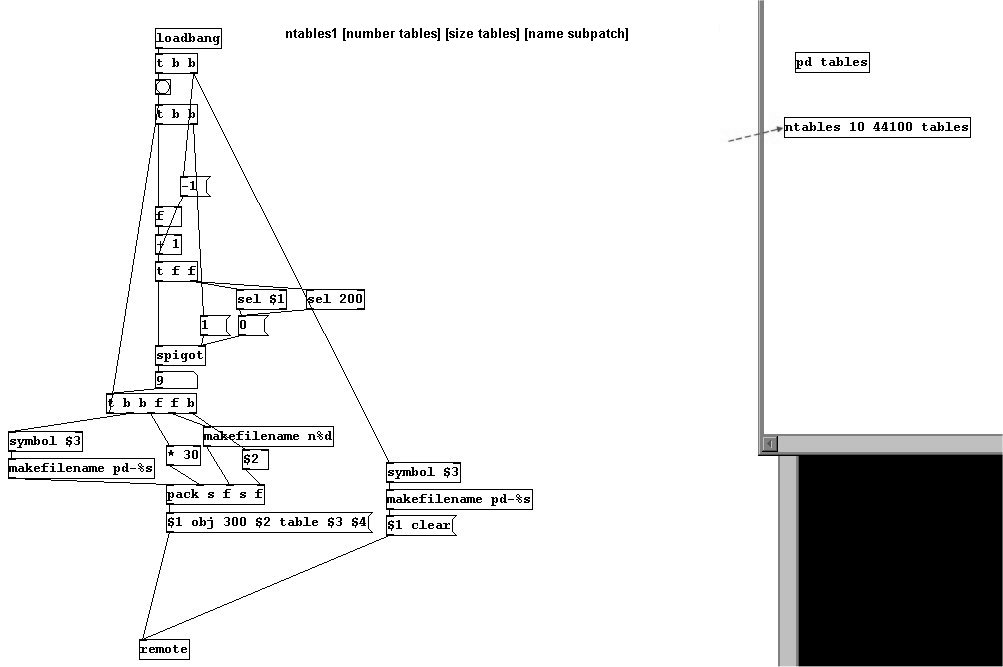 ntables1 [number tables] [size tables] [name subpatch]
loadbang
t b b
t b b
-1
f
+ 1
t f f
sel $1
sel 200
1
0
spigot
9
t b b f f b
symbol $3
makefilename n%d
makefilename pd-%s
* 30
$2
pack s f s f
$1 obj 300 $2 table $3 $4
symbol $3
makefilename pd-%s
$1 clear
remote
pd tables
ntables 10 44100 tables